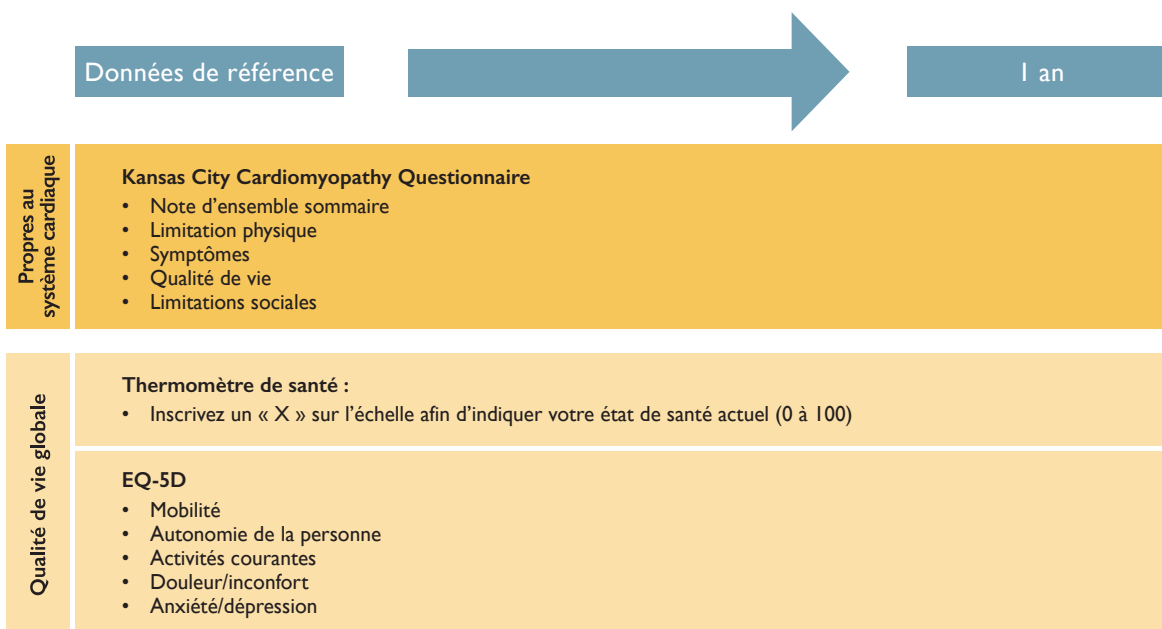 Données de référence
1 an
Propres au
système cardiaque
Kansas City Cardiomyopathy Questionnaire
• Note d'ensemble sommaire
• Limitation physique
• Symptômes
• Qualité de vie
• Limitations sociales
Qualité de vie globale
Thermomètre de santé :
• Inscrivez un « X » sur l'échelle afin d'indiquer votre état de santé actuel (0 à 100)
EQ-5D
• Mobilité
• Autonomie de la personne
• Activités courantes
• Douleur/inconfort
• Anxiété/dépression